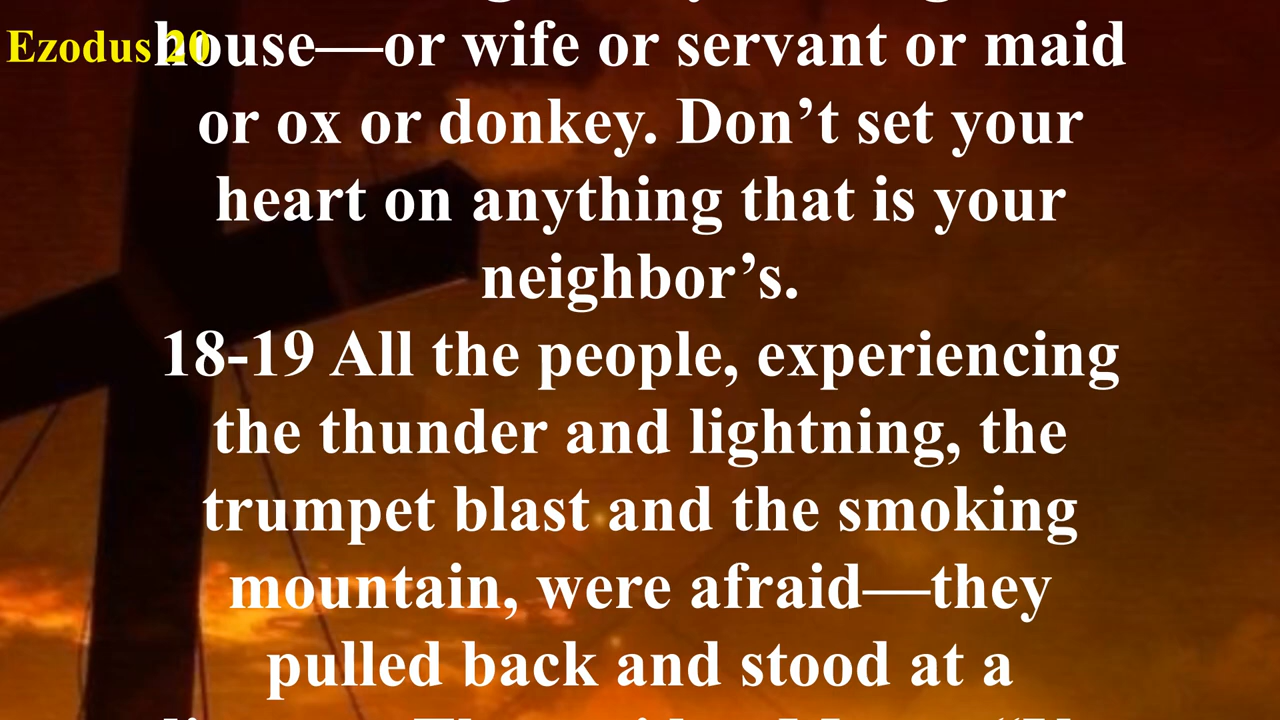 Ezodus 20
house—or wife or servant or maid
or ox or donkey. Don’t set your
heart on anything that is your
neighbor’s.
18-19 All the people, experiencing
the thunder and lightning, the
trumpet blast and the smoking
mountain, were afraid—they
pulled back and stood at a